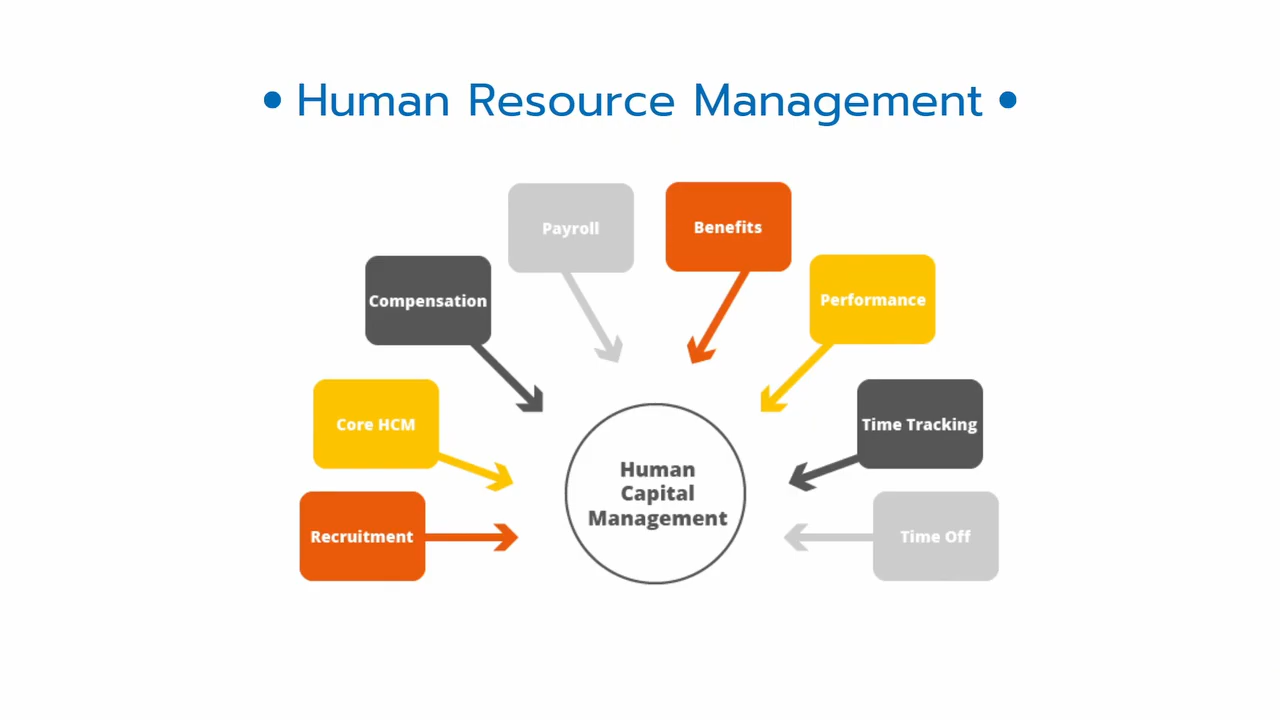 • Human Resource Management •
Payroll
Benefits
Compensation
Performance
Core HCM
Time Tracking
Human
Capital
Management
Recruitment
Time Off